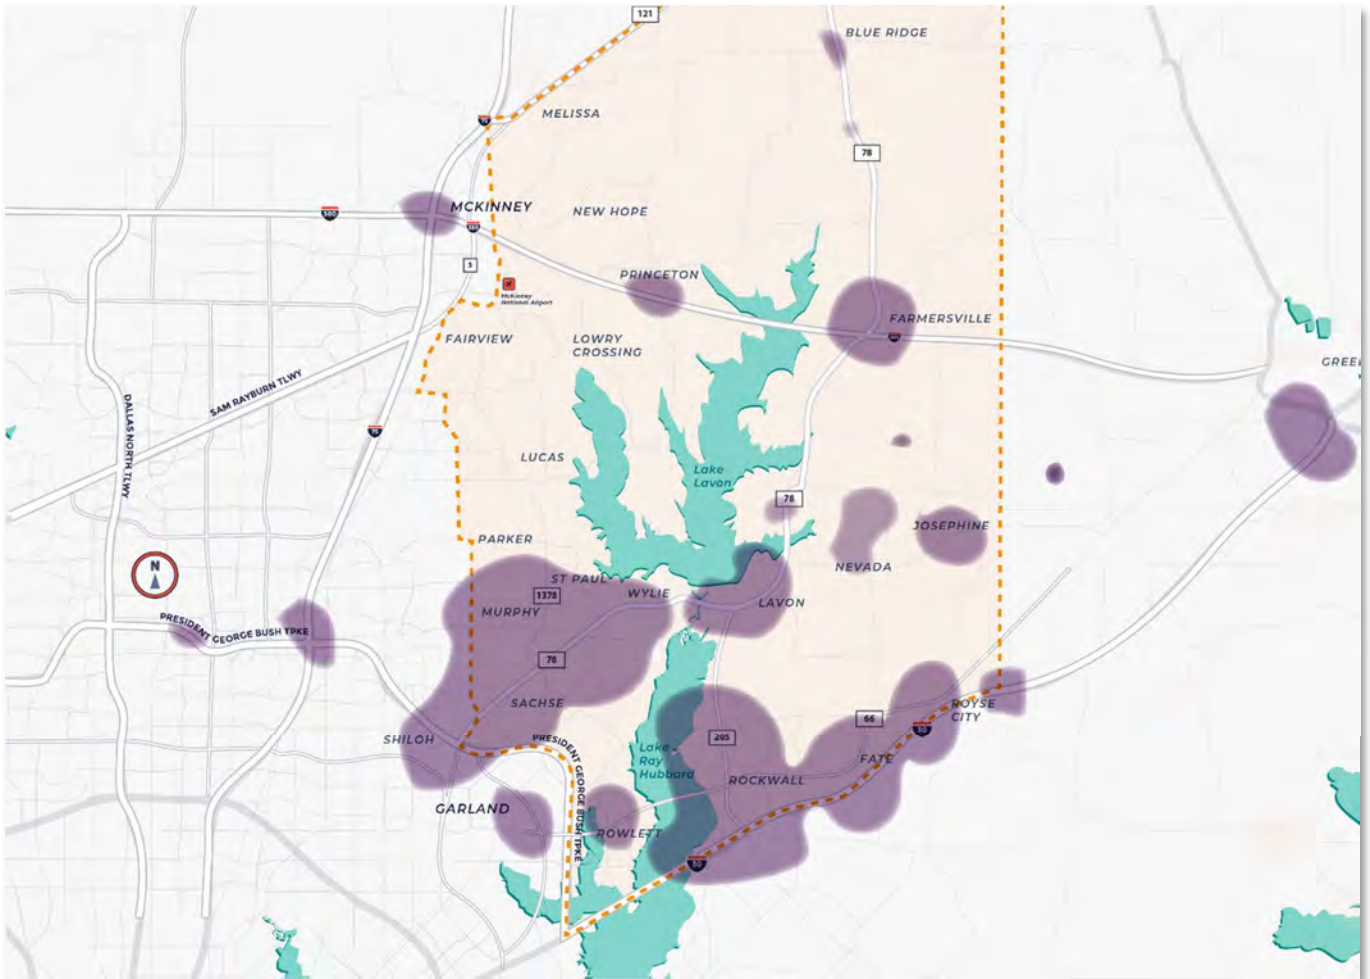 121
BLUE RIDGE
MELISSA
75
78
MCKINNEY
NEW HOPE
380
380
5
PRINCETON
McKinney
National Airport
FARMERSVILLE
FAIRVIEW
LOWRY
CROSSING
GREE
SAM RAYBURN TLWY
DALLAS NORTH TLWY
75
LUCAS
Lake
Lavon
78
JOSEPHINE
PARKER
N
NEVADA
ST PAUL
1378
WYLIE
LAVON
MURPHY
PRESIDENT GEORGE BUSH TPKE
78
SACHSE
ROYSE
CITY
66
30
205
SHILOH
PRESIDENT GEORGE BUSH TPKE
Lake
Ray
Hubbard
FATE
ROCKWALL
GARLAND
ROWLETT
30